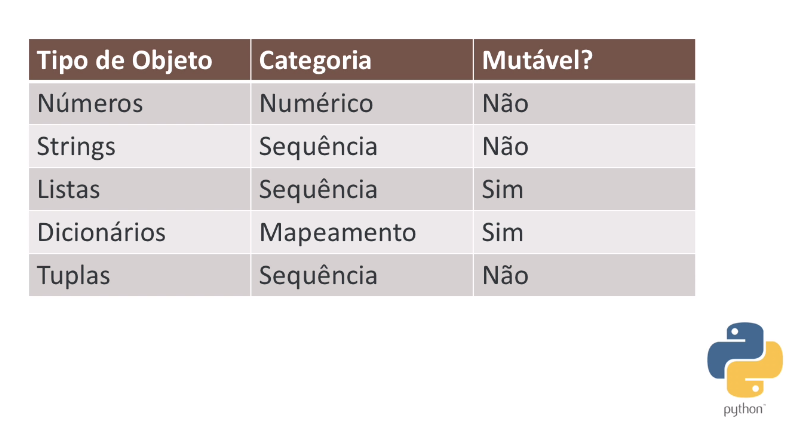 Tipo de Objeto Categoria Mutável?
Números Numérico Não
Strings Sequência Não
Listas Sequência Sim
Dicionários Mapeamento Sim
Tuplas Sequência Não
python™